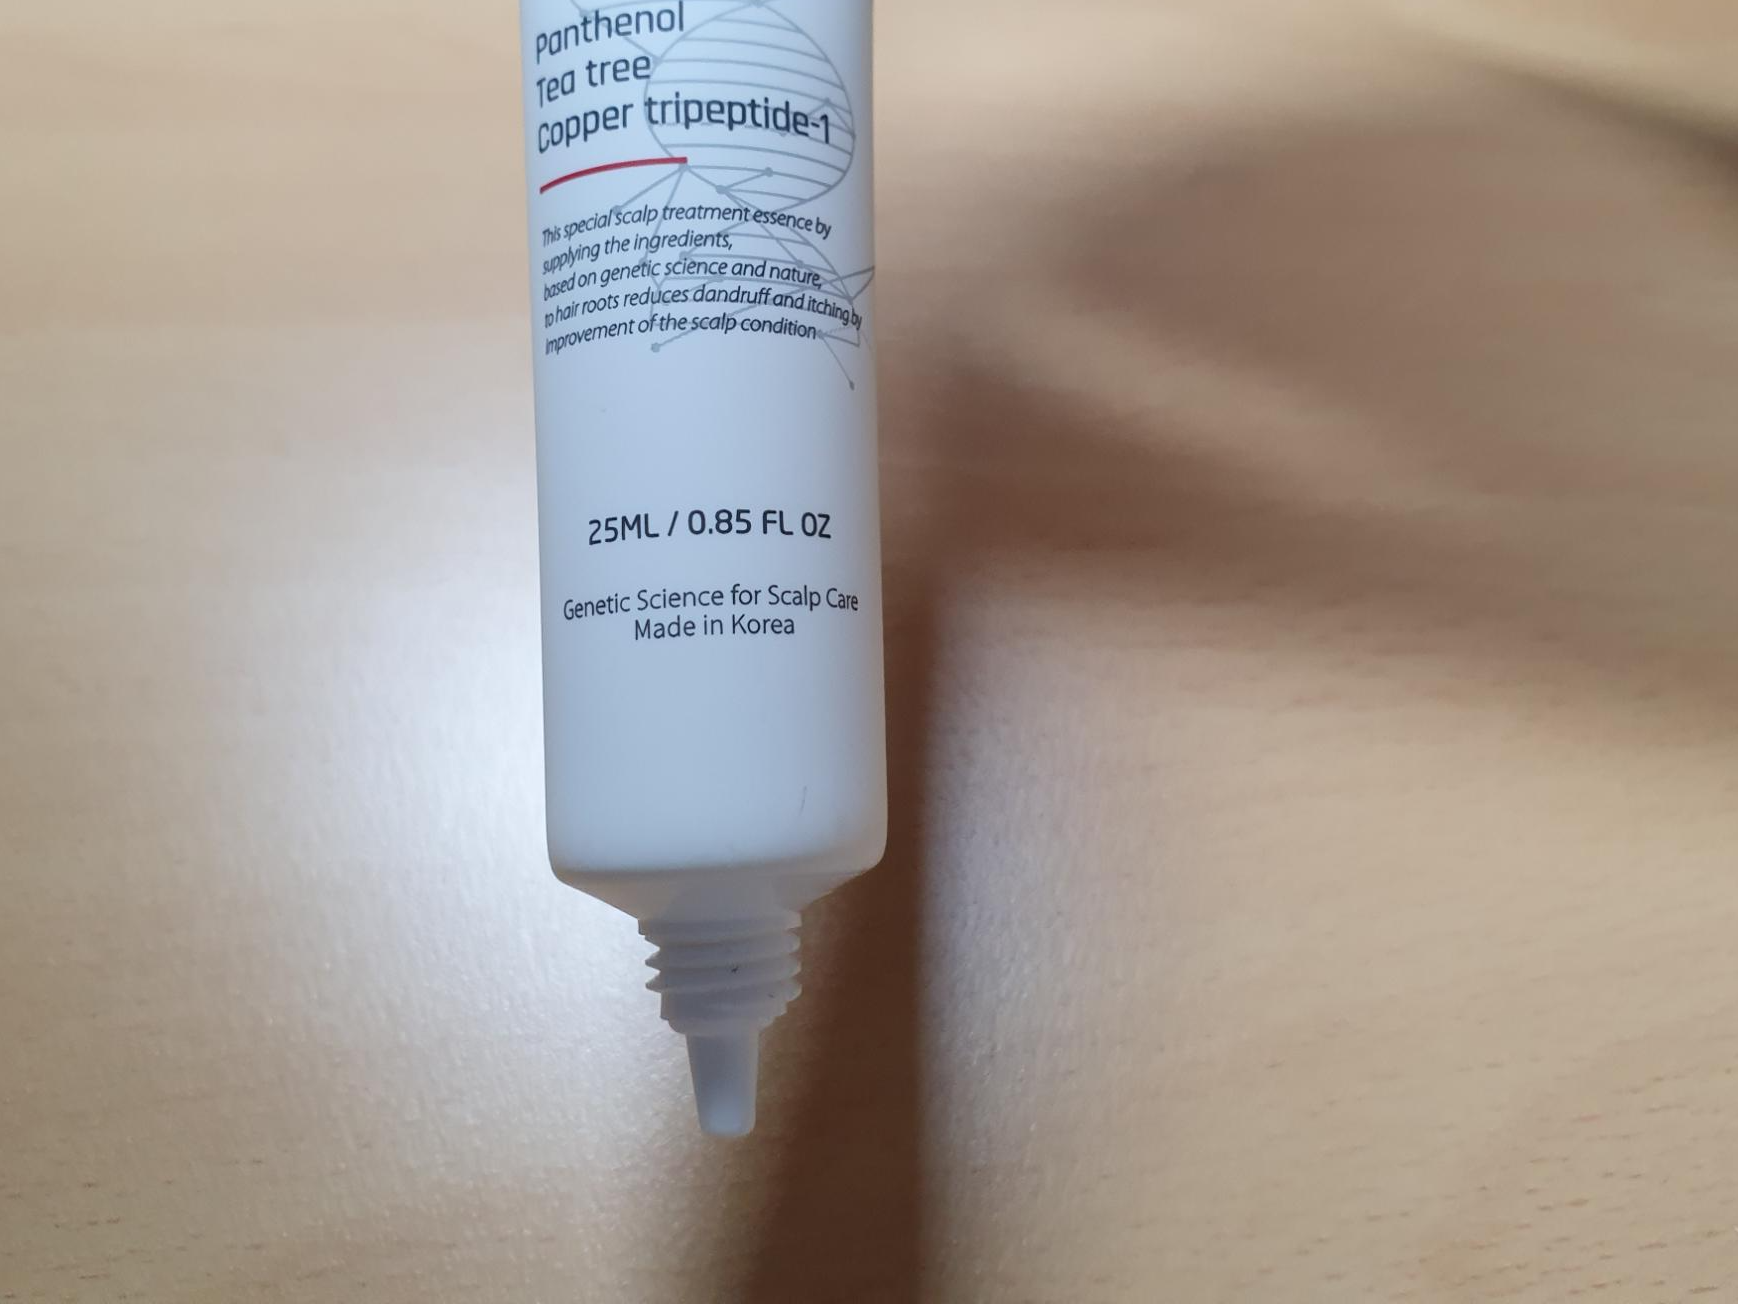 Panthenol
Tea tree
Copper tripeptide-1
This special scalp treatment essence by
supplying the ingredients,
based on genetic science and nature,
to hair roots reduces dandruff and itching by
improvement of the scalp condition
25ML / 0.85 FL OZ
Genetic Science for Scalp Care
Made in Korea